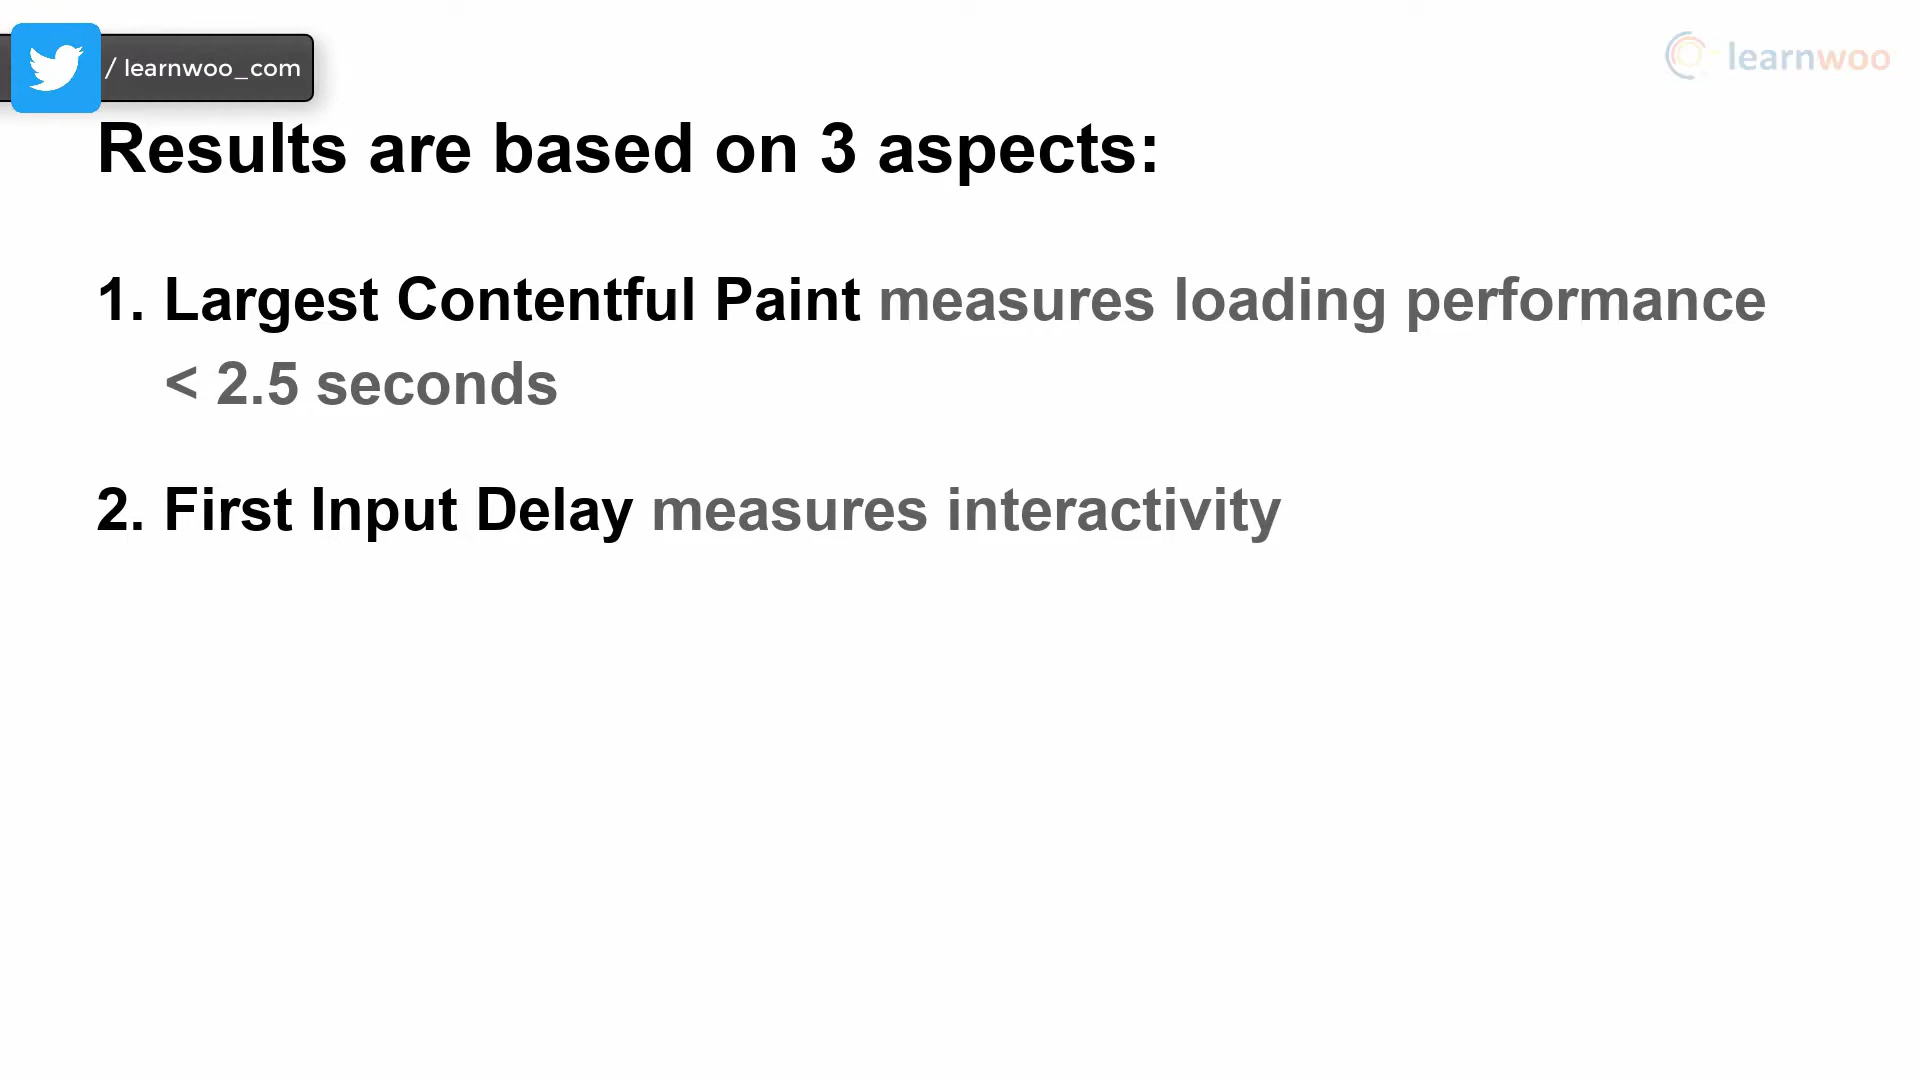 / learnwoo_com
learnwoo
Results are based on 3 aspects:
1. Largest Contentful Paint measures loading performance
< 2.5 seconds
2. First Input Delay measures interactivity